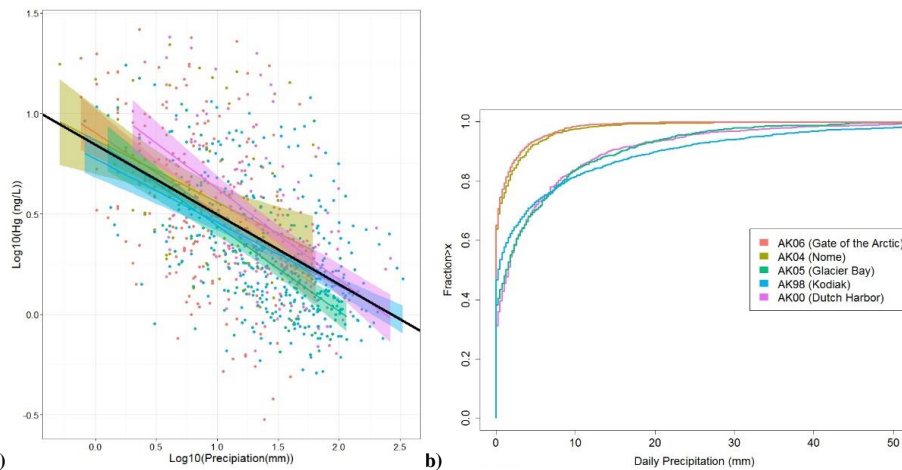 1.5
1.0
0.5
0.0
-0.5
Log10(Hg (ng/L))
0.0
0.5
1.0
1.5
2.0
2.5
Log10(Precipiation(mm))
)
b)
1.0
0.8
0.6
0.4
0.2
0.0
Fraction>x
AK06 (Gate of the Arctic)
AK04 (Nome)
AK05 (Glacier Bay)
AK98 (Kodiak)
AK00 (Dutch Harbor)
0
10
20
30
40
50
Daily Precipitation (mm)